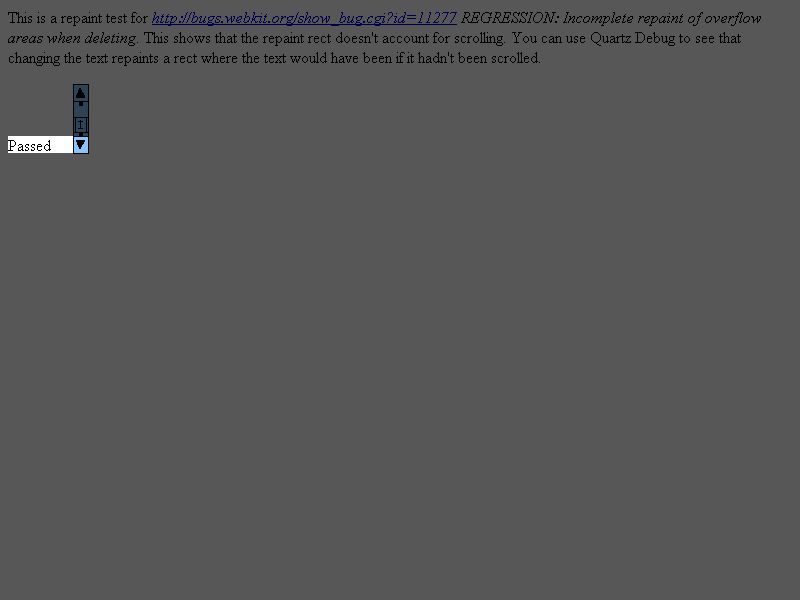 This is a repaint test for http://bugs.webkit.org/show_bug.cgi?id=11277 REGRESSION: Incomplete repaint of overflow
areas when deleting. This shows that the repaint rect doesn't account for scrolling. You can use Quartz Debug to see that
changing the text repaints a rect where the text would have been if it hadn't been scrolled.
Passed